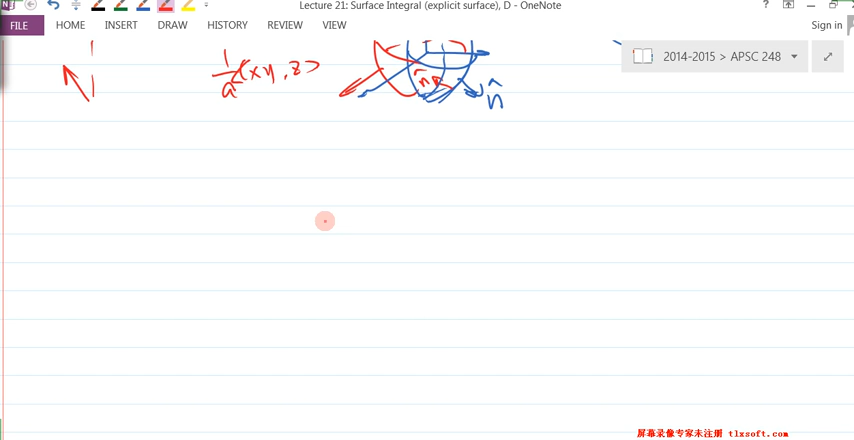 Lecture 21: Surface Integral (explicit surface), D - OneNote
FILE HOME INSERT DRAW HISTORY REVIEW VIEW Sign in
2014-2015 > APSC 248
1/a <x y, z>
n̂
n̂
屏幕录像专家未注册 tlxsoft.com